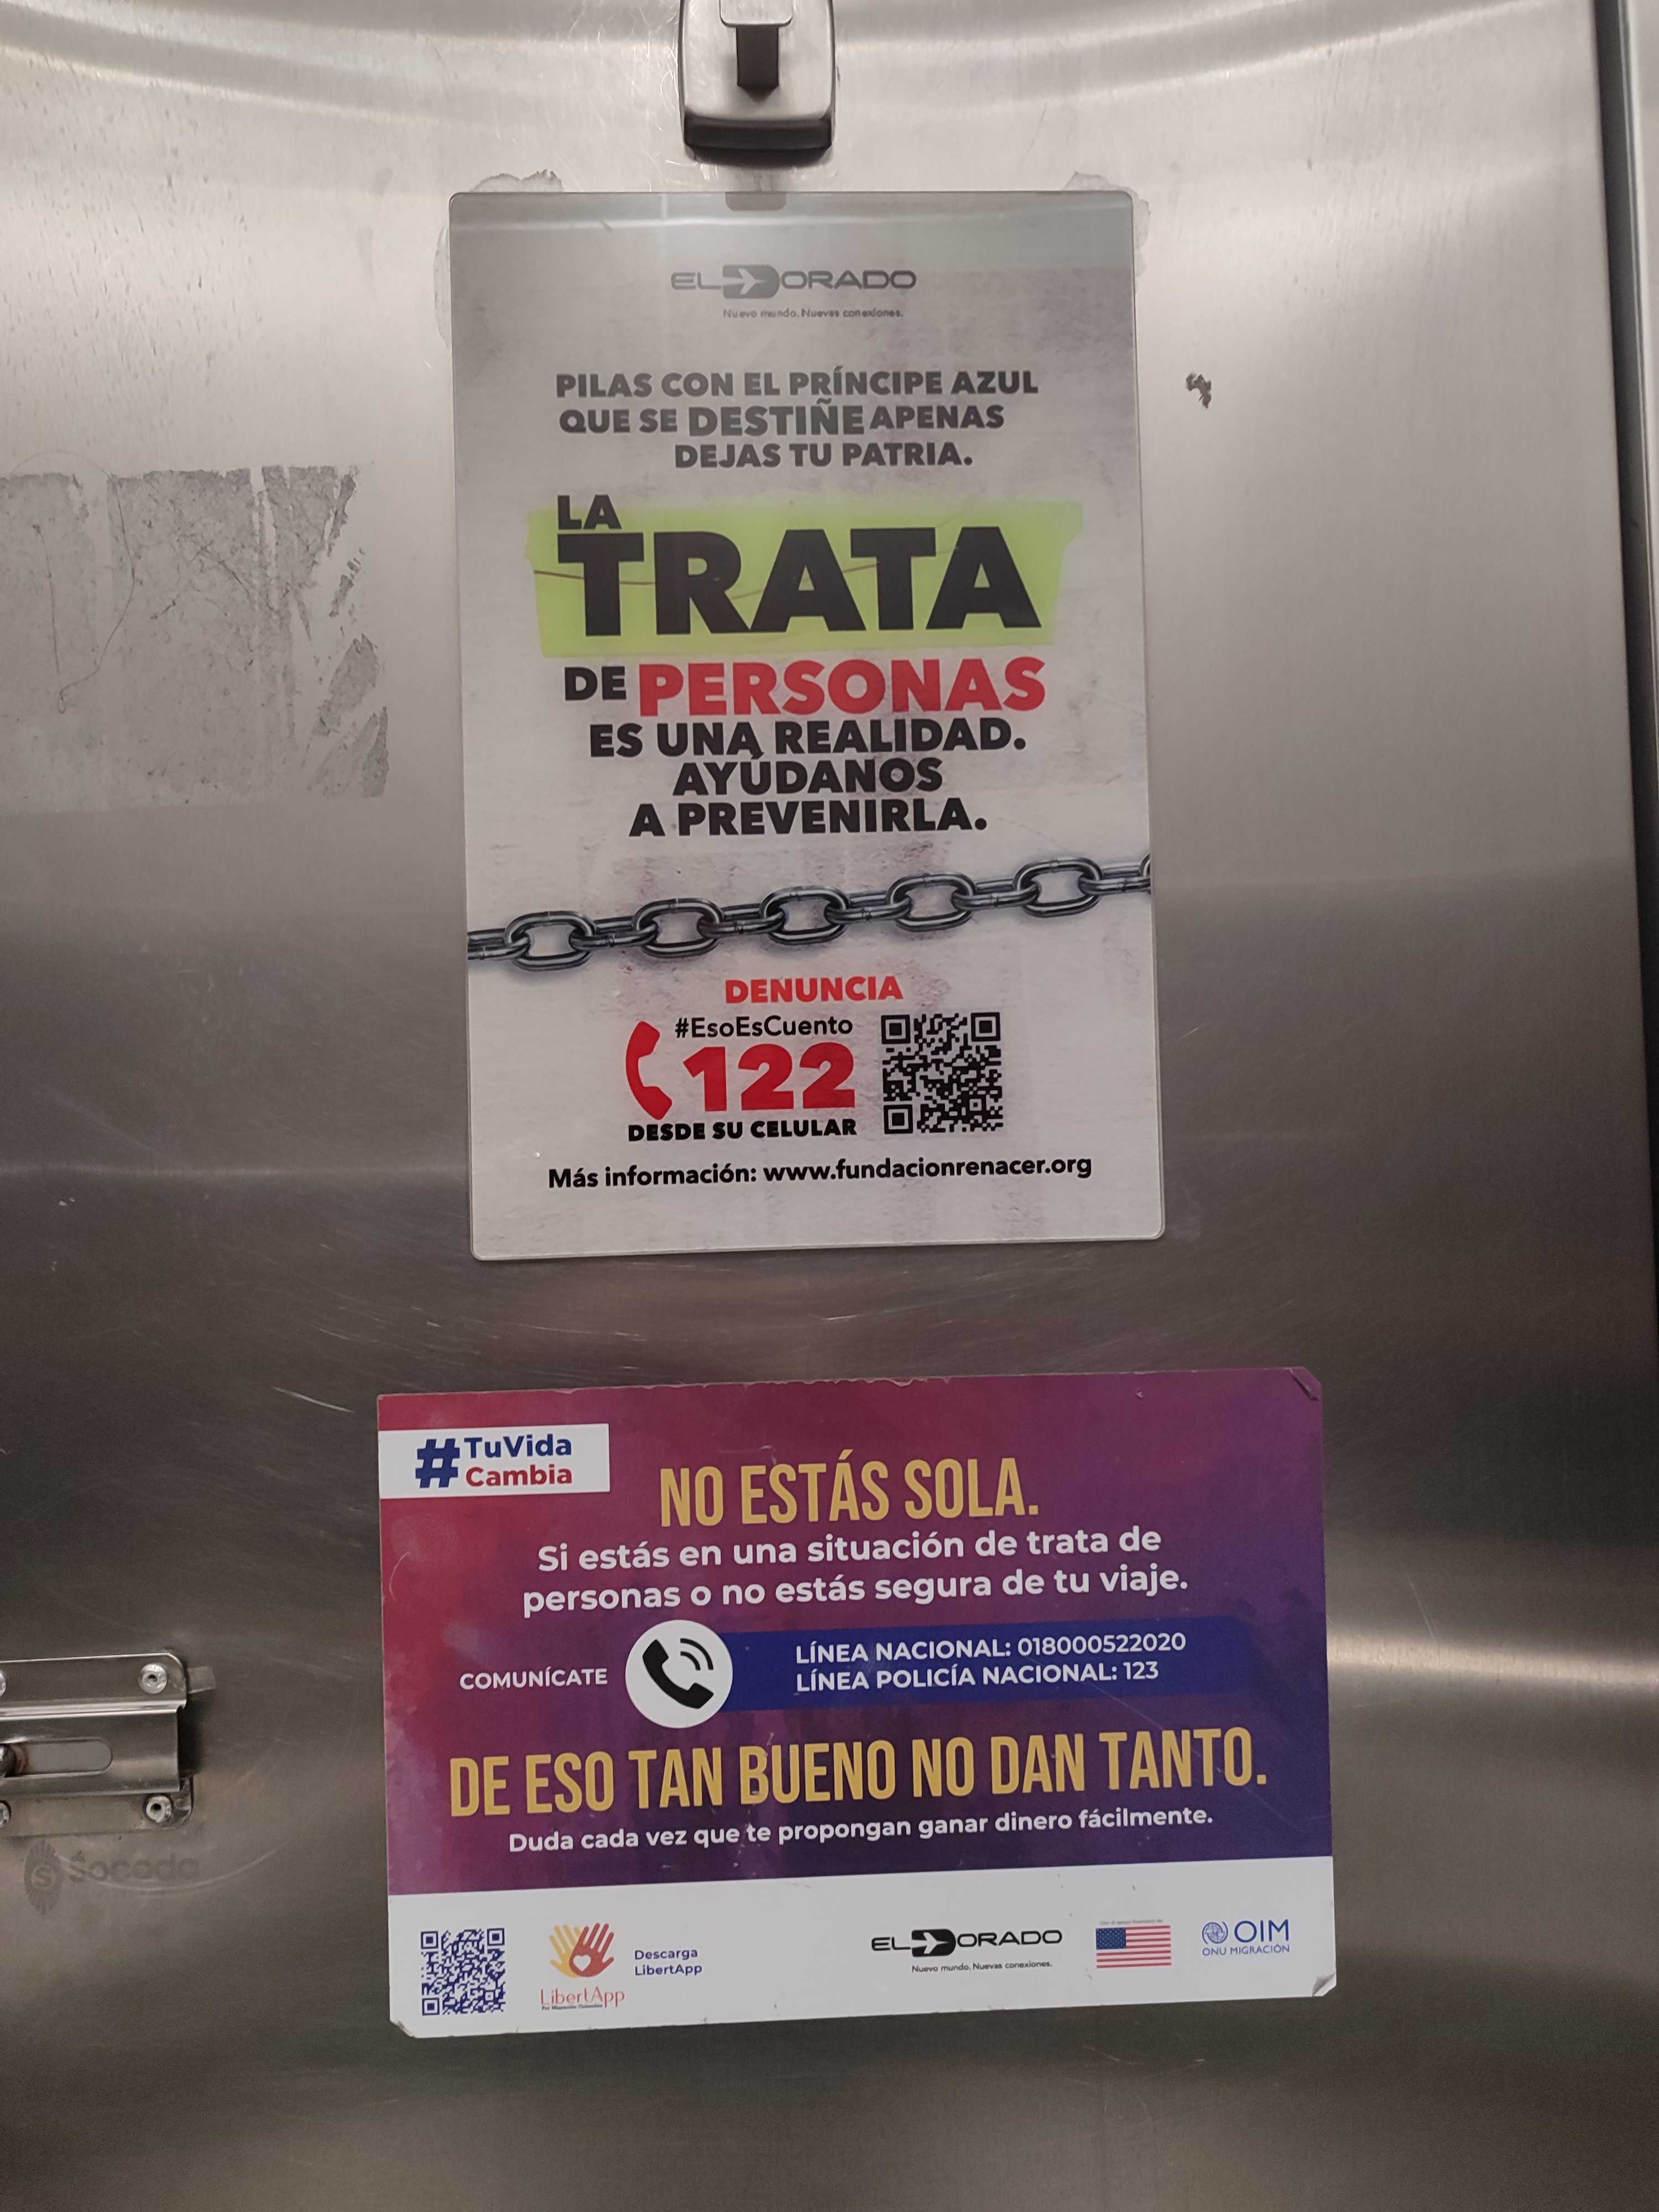 EL DORADO
Nuevo mundo. Nuevas conexiones.
PILAS CON EL PRÍNCIPE AZUL
QUE SE DESTIÑE APENAS
DEJAS TU PATRIA.
LA
TRATA
DE PERSONAS
ES UNA REALIDAD.
AYÚDANOS
A PREVENIRLA.
DENUNCIA
#EsoEsCuento
122
DESDE SU CELULAR
Más información: www.fundacionrenacer.org
#TuVida
Cambia
NO ESTÁS SOLA.
Si estás en una situación de trata de
personas o no estás segura de tu viaje.
COMUNÍCATE
LÍNEA NACIONAL: 018000522020
LÍNEA POLICÍA NACIONAL: 123
DE ESO TAN BUENO NO DAN TANTO.
Duda cada vez que te propongan ganar dinero fácilmente.
Socoda
LibertApp
Descarga
LibertApp
EL DORADO
Nuevo mundo. Nuevas conexiones.
OIM
ONU MIGRACIÓN